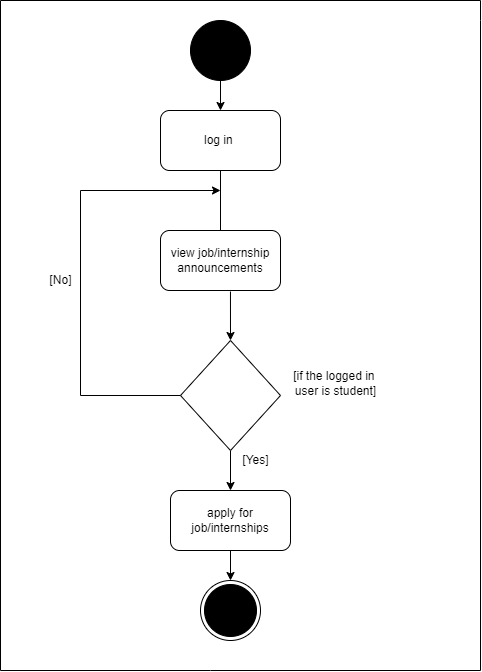 log in
view job/internship
announcements
[No]
[if the logged in
user is student]
[Yes]
apply for
job/internships